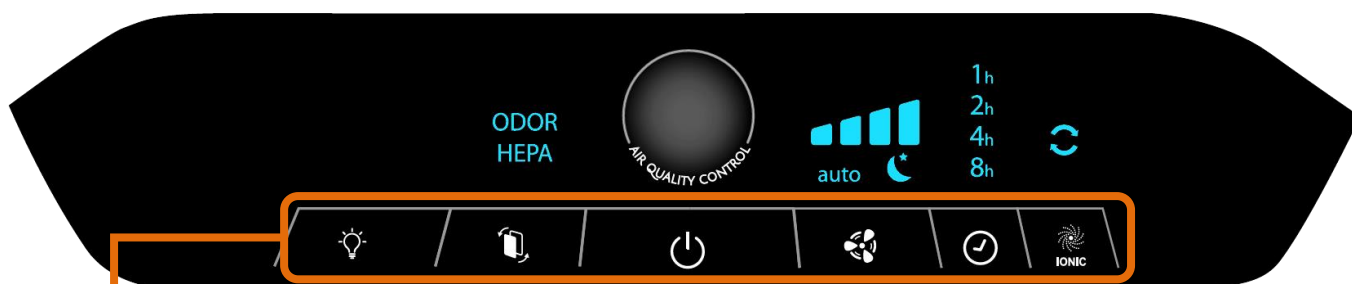 ODOR
HEPA
AIR QUALITY CONTROL
auto
1h
2h
4h
8h
IONIC